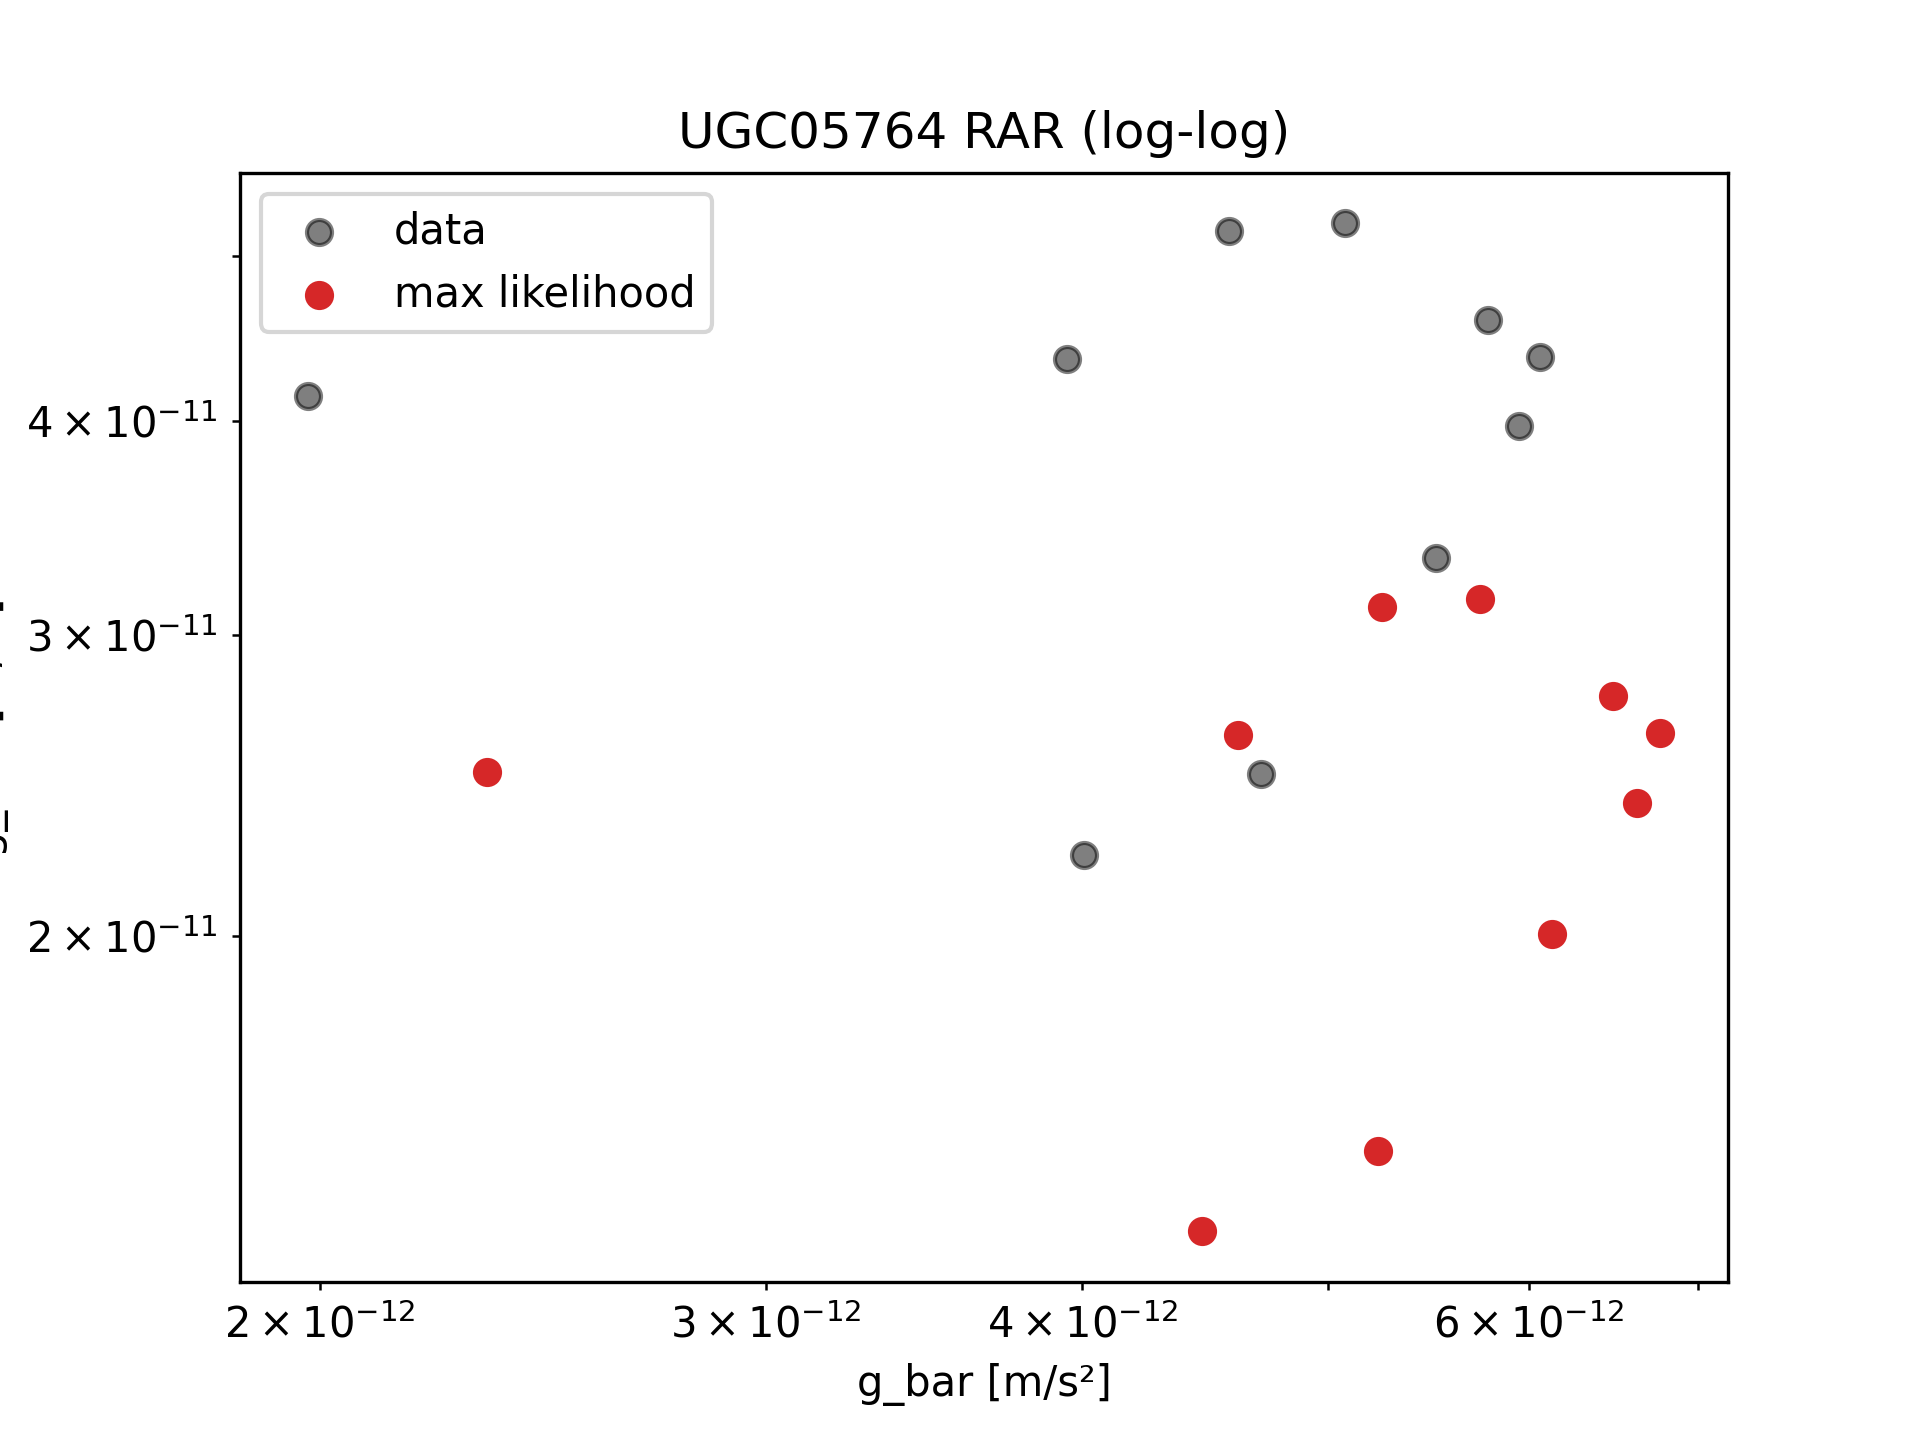 UGC05764 RAR (log-log)
data
max likelihood
4×10⁻¹¹
3×10⁻¹¹
2×10⁻¹¹
2×10⁻¹² 3×10⁻¹² 4×10⁻¹² 6×10⁻¹²
g_bar [m/s²]